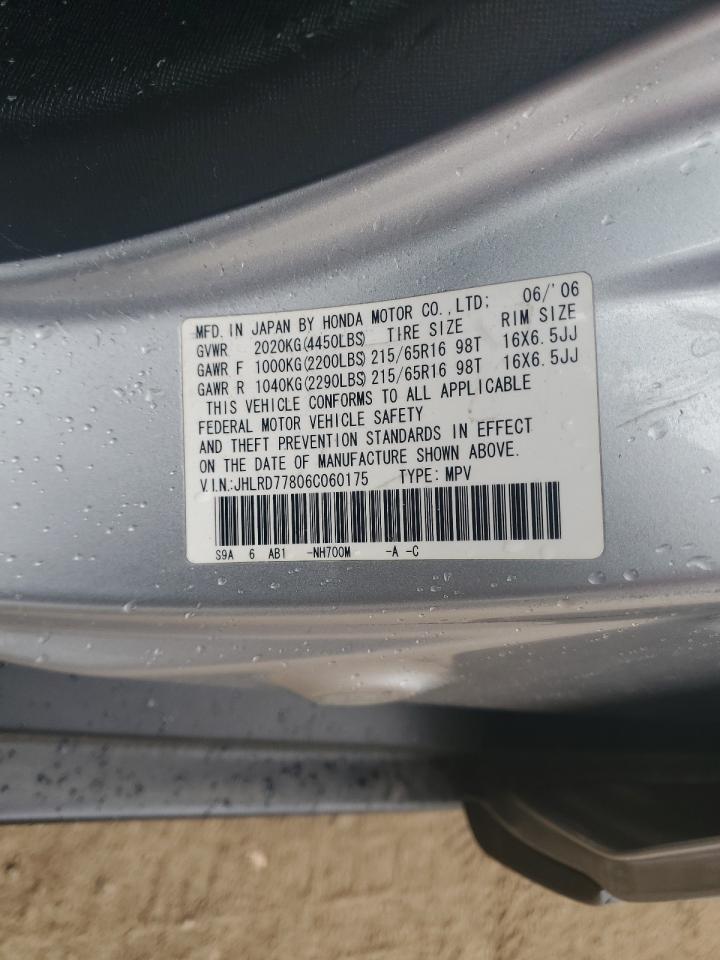 MFD. IN JAPAN BY HONDA MOTOR CO., LTD: 06/'06
GVWR 2020KG(4450LBS) TIRE SIZE RIM SIZE
GAWR F 1000KG(2200LBS) 215/65R16 98T 16X6.5JJ
GAWR R 1040KG(2290LBS) 215/65R16 98T 16X6.5JJ
THIS VEHICLE CONFORMS TO ALL APPLICABLE
FEDERAL MOTOR VEHICLE SAFETY
AND THEFT PREVENTION STANDARDS IN EFFECT
ON THE DATE OF MANUFACTURE SHOWN ABOVE.
V.I.N.:JHLRD77806C060175 TYPE: MPV
S9A 6 AB1 -NH700M -A -C